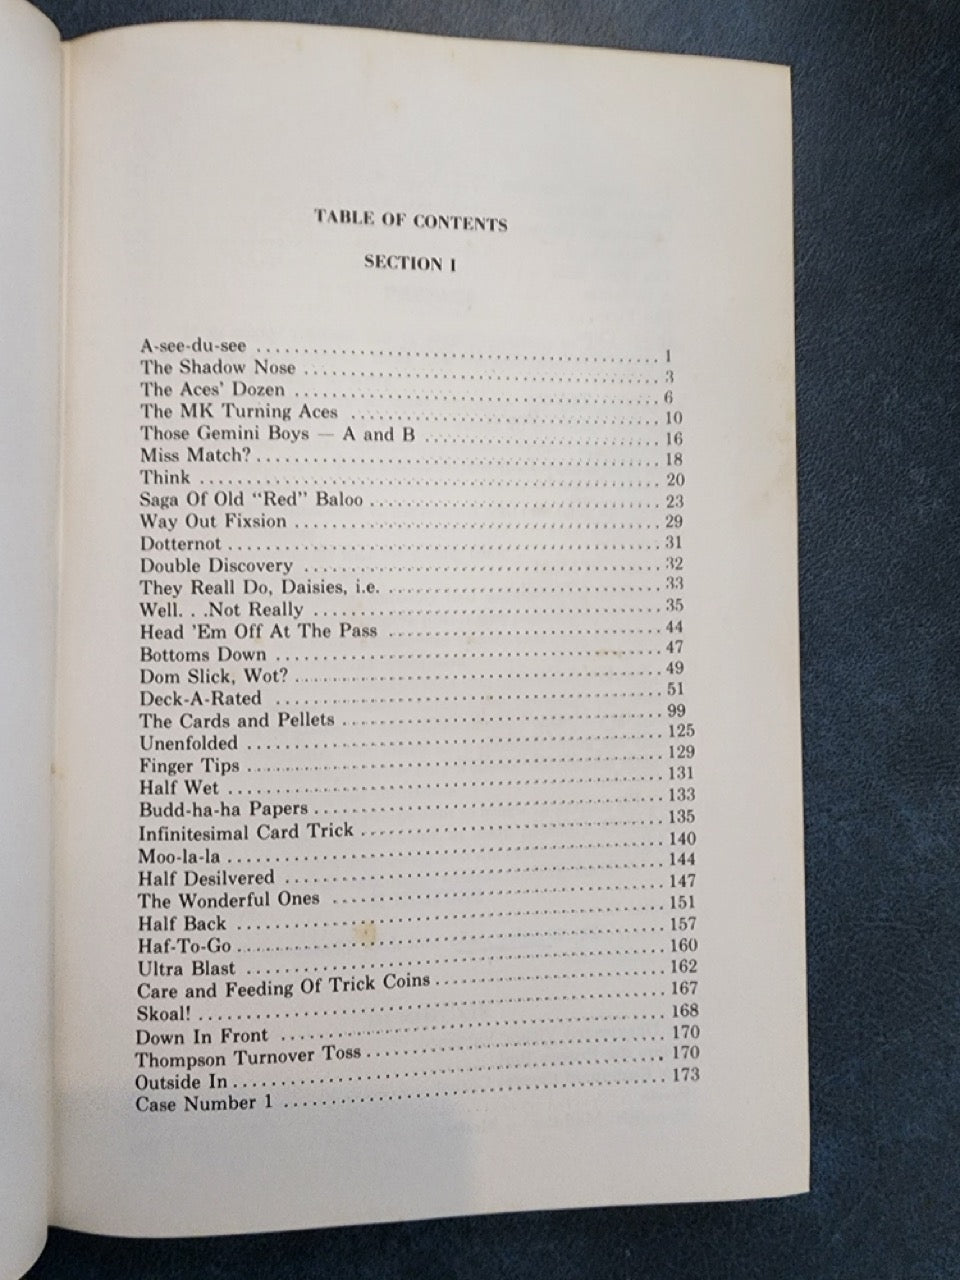 TABLE OF CONTENTS
SECTION I
A-see-du-see ........ 1
The Shadow Nose ........ 3
The Aces' Dozen ........ 6
The MK Turning Aces ........ 10
Those Gemini Boys — A and B ........ 16
Miss Match? ........ 18
Think ........ 20
Saga Of Old "Red" Baloo ........ 23
Way Out Fixsion ........ 29
Dotternot ........ 31
Double Discovery ........ 32
They Reall Do, Daisies, i.e. ........ 33
Well. . .Not Really ........ 35
Head 'Em Off At The Pass ........ 44
Bottoms Down ........ 47
Dom Slick, Wot? ........ 49
Deck-A-Rated ........ 51
The Cards and Pellets ........ 99
Unenfolded ........ 125
Finger Tips ........ 129
Half Wet ........ 131
Budd-ha-ha Papers ........ 133
Infinitesimal Card Trick ........ 135
Moo-la-la ........ 140
Half Desilvered ........ 144
The Wonderful Ones ........ 147
Half Back ........ 151
Haf-To-Go ........ 157
Ultra Blast ........ 160
Care and Feeding Of Trick Coins ........ 162
Skoal! ........ 167
Down In Front ........ 168
Thompson Turnover Toss ........ 170
Outside In ........ 170
Case Number 1 ........ 173